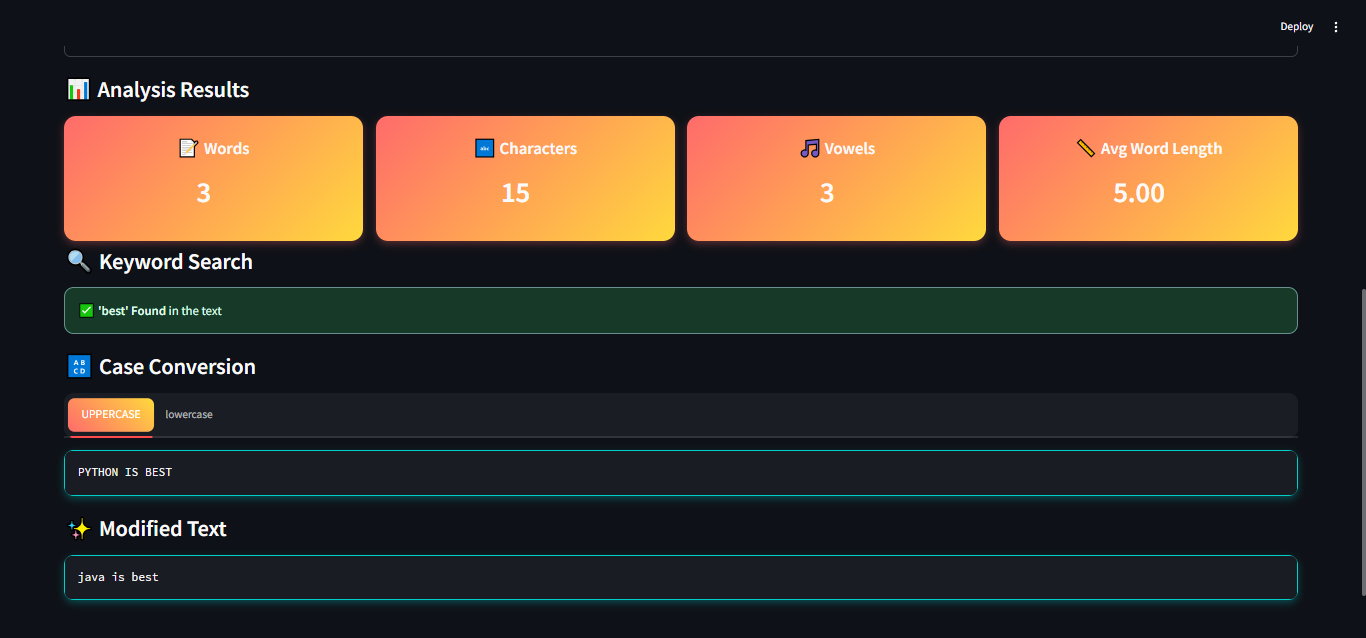 Deploy
Analysis Results
Words
3
Characters
15
Vowels
3
Avg Word Length
5.00
Keyword Search
'best' Found in the text
Case Conversion
UPPERCASE lowercase
PYTHON IS BEST
Modified Text
java is best